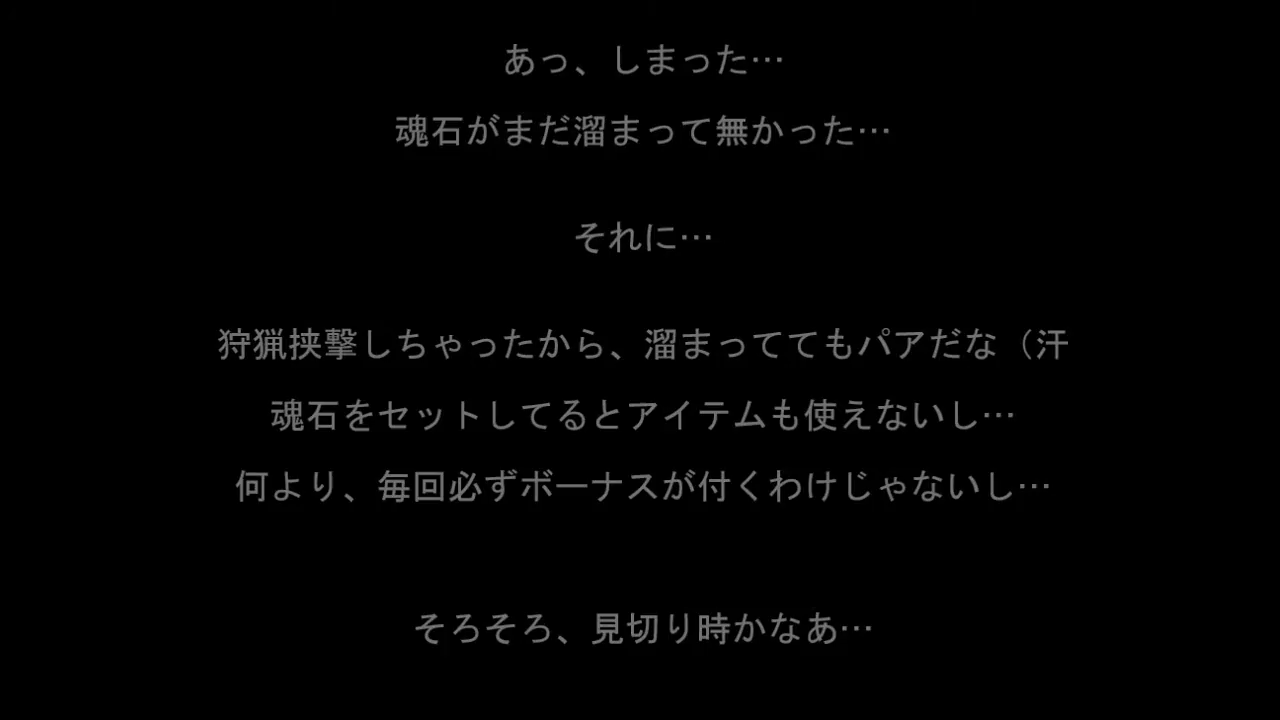 あっ、しまった…
魂石がまだ溜まって無かった…
それに…
狩猟挟撃しちゃったから、溜まっててもパアだな（汗
魂石をセットしてるとアイテムも使えないし…
何より、毎回必ずボーナスが付くわけじゃないし…
そろそろ、見切り時かなあ…